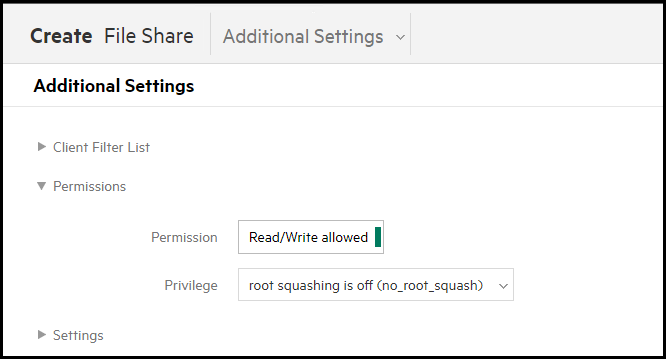 Create File Share Additional Settings
Additional Settings
Client Filter List
Permissions
Permission Read/Write allowed
Privilege root squashing is off (no_root_squash)
Settings